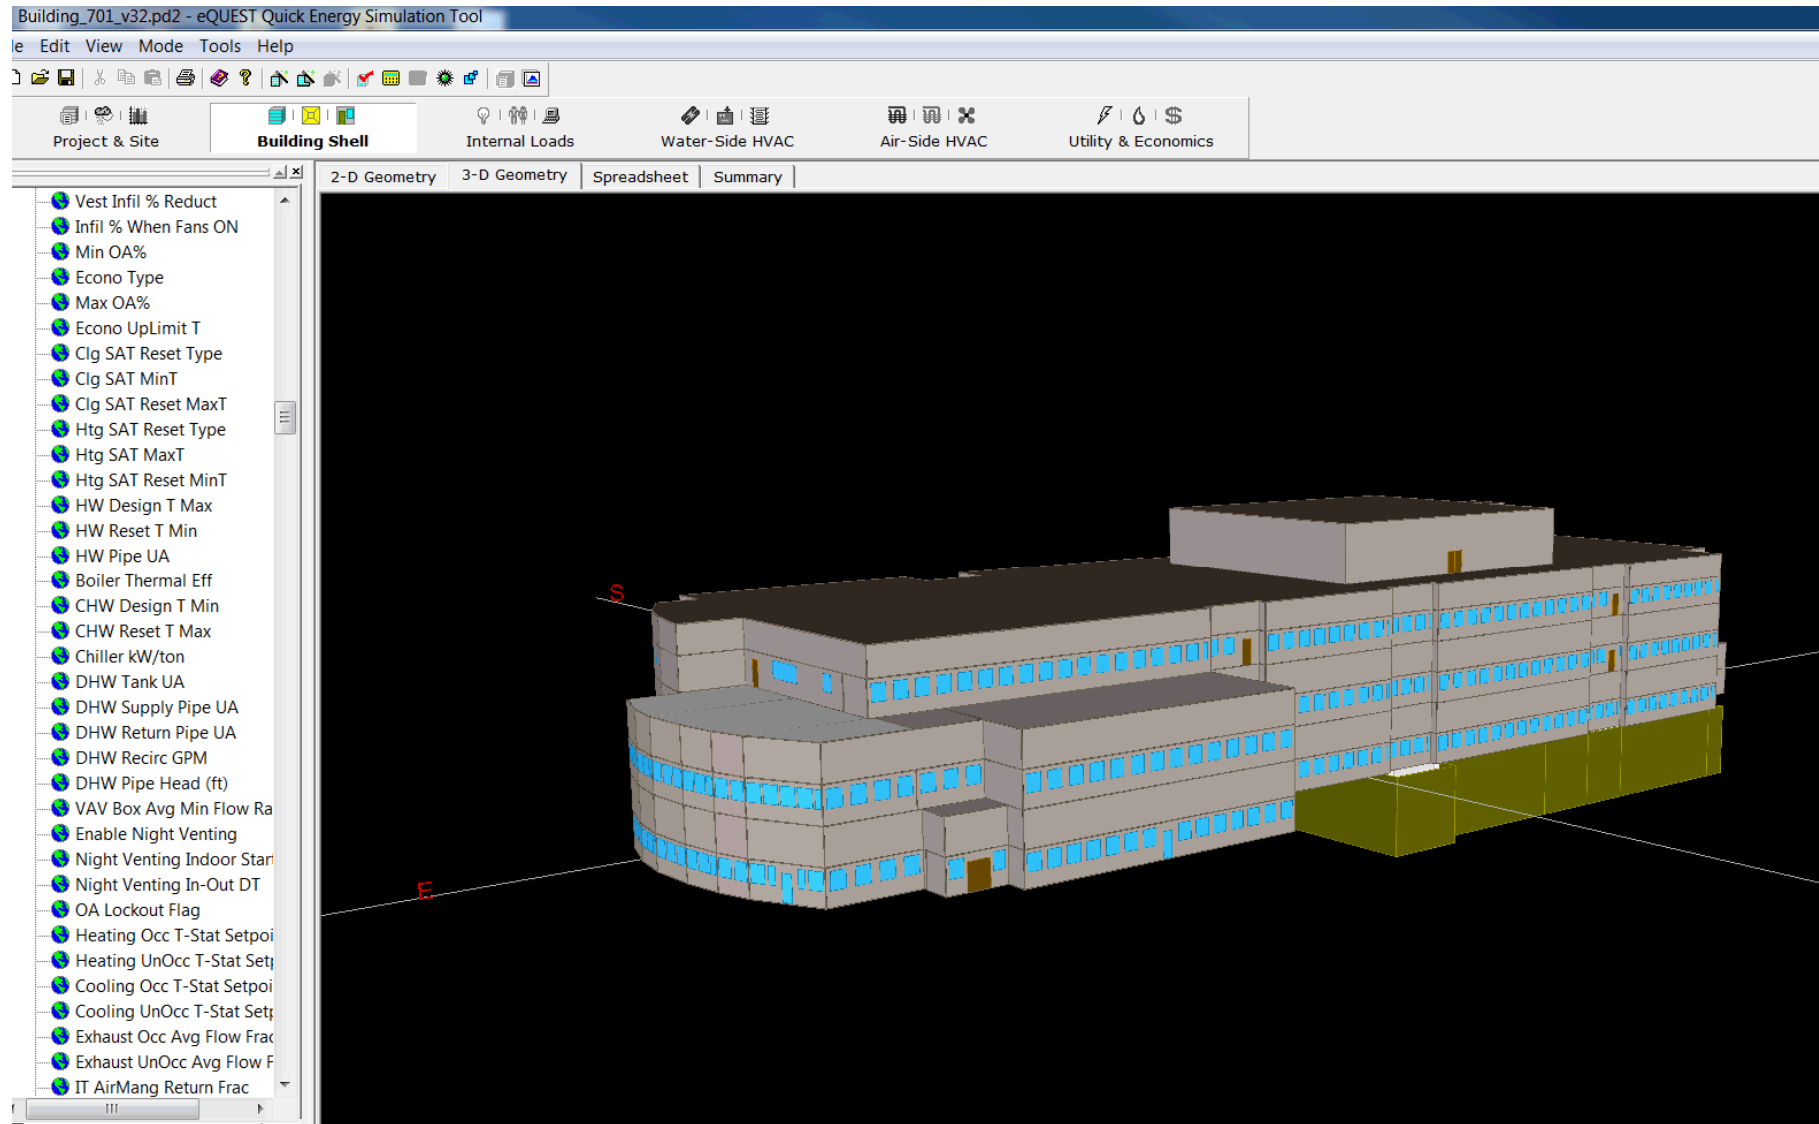 Building_701_v32.pd2 - eQUEST Quick Energy Simulation Tool
le Edit View Mode Tools Help
Project & Site Building Shell Internal Loads Water-Side HVAC Air-Side HVAC Utility & Economics
2-D Geometry 3-D Geometry Spreadsheet Summary
Vest Infil % Reduct
Infil % When Fans ON
Min OA%
Econo Type
Max OA%
Econo UpLimit T
Clg SAT Reset Type
Clg SAT MinT
Clg SAT Reset MaxT
Htg SAT Reset Type
Htg SAT MaxT
Htg SAT Reset MinT
HW Design T Max
HW Reset T Min
HW Pipe UA
Boiler Thermal Eff
CHW Design T Min
CHW Reset T Max
Chiller kW/ton
DHW Tank UA
DHW Supply Pipe UA
DHW Return Pipe UA
DHW Recirc GPM
DHW Pipe Head (ft)
VAV Box Avg Min Flow Ra
Enable Night Venting
Night Venting Indoor Start
Night Venting In-Out DT
OA Lockout Flag
Heating Occ T-Stat Setpoi
Heating UnOcc T-Stat Setp
Cooling Occ T-Stat Setpoi
Cooling UnOcc T-Stat Setp
Exhaust Occ Avg Flow Frac
Exhaust UnOcc Avg Flow F
IT AirMang Return Frac
S
E